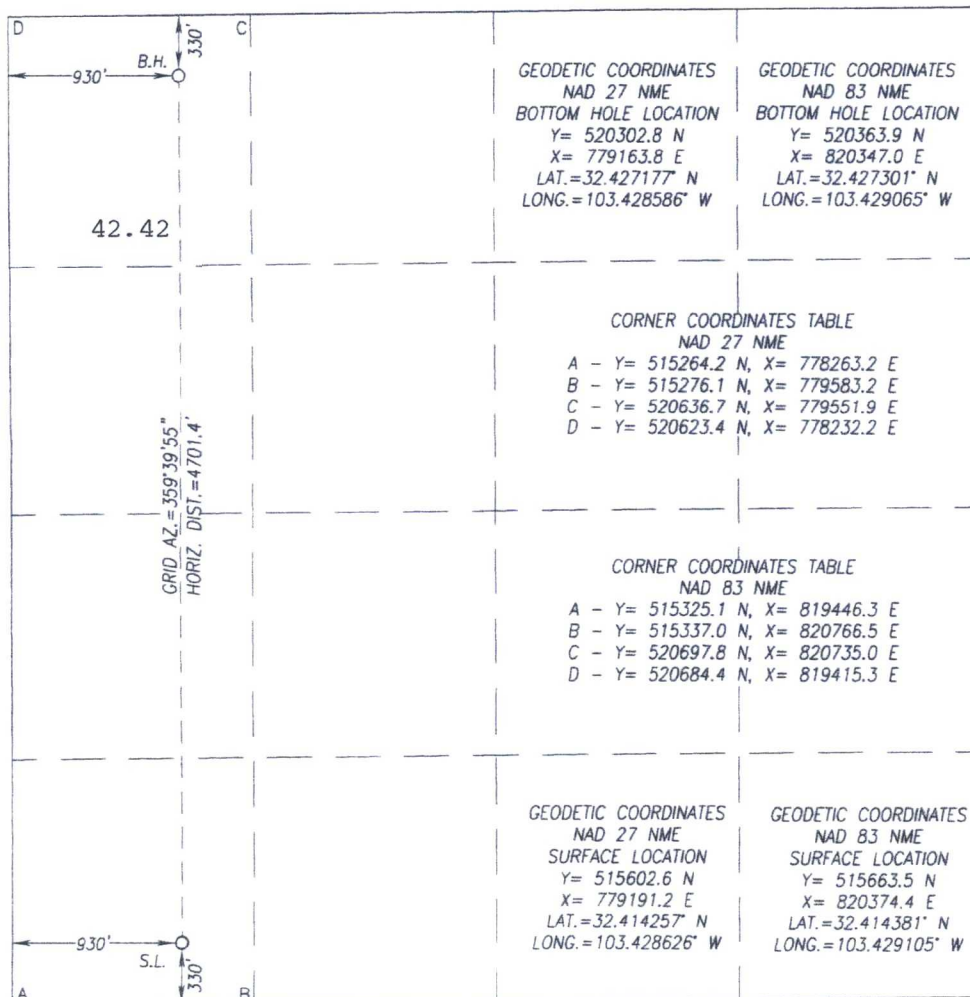 D
C
330'
B.H.
930'
GEODETIC COORDINATES
NAD 27 NME
BOTTOM HOLE LOCATION
Y= 520302.8 N
X= 779163.8 E
LAT.=32.427177° N
LONG.=103.428586° W
GEODETIC COORDINATES
NAD 83 NME
BOTTOM HOLE LOCATION
Y= 520363.9 N
X= 820347.0 E
LAT.=32.427301° N
LONG.=103.429065° W
42.42
CORNER COORDINATES TABLE
NAD 27 NME
A - Y= 515264.2 N, X= 778263.2 E
B - Y= 515276.1 N, X= 779583.2 E
C - Y= 520636.7 N, X= 779551.9 E
D - Y= 520623.4 N, X= 778232.2 E
GRID AZ.=359°39'55"
HORIZ. DIST.=4701.4'
CORNER COORDINATES TABLE
NAD 83 NME
A - Y= 515325.1 N, X= 819446.3 E
B - Y= 515337.0 N, X= 820766.5 E
C - Y= 520697.8 N, X= 820735.0 E
D - Y= 520684.4 N, X= 819415.3 E
GEODETIC COORDINATES
NAD 27 NME
SURFACE LOCATION
Y= 515602.6 N
X= 779191.2 E
LAT.=32.414257° N
LONG.=103.428626° W
GEODETIC COORDINATES
NAD 83 NME
SURFACE LOCATION
Y= 515663.5 N
X= 820374.4 E
LAT.=32.414381° N
LONG.=103.429105° W
930'
S.L.
330'
A
B